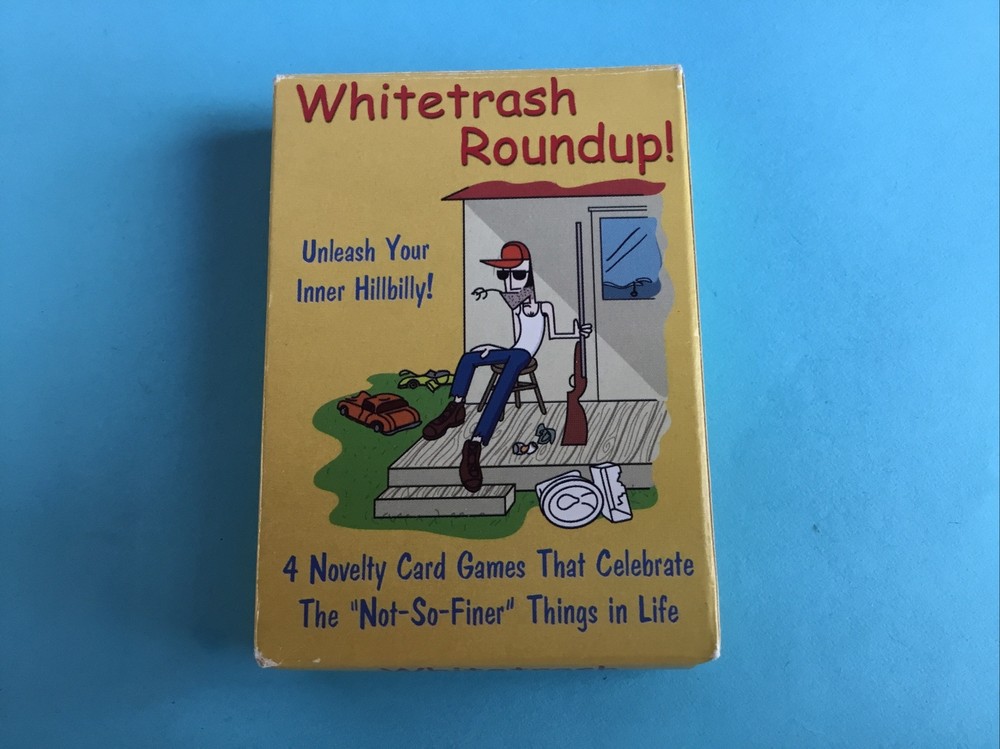 Whitetrash
Roundup!
Unleash Your
Inner Hillbilly!
4 Novelty Card Games That Celebrate
The "Not-So-Finer" Things in Life